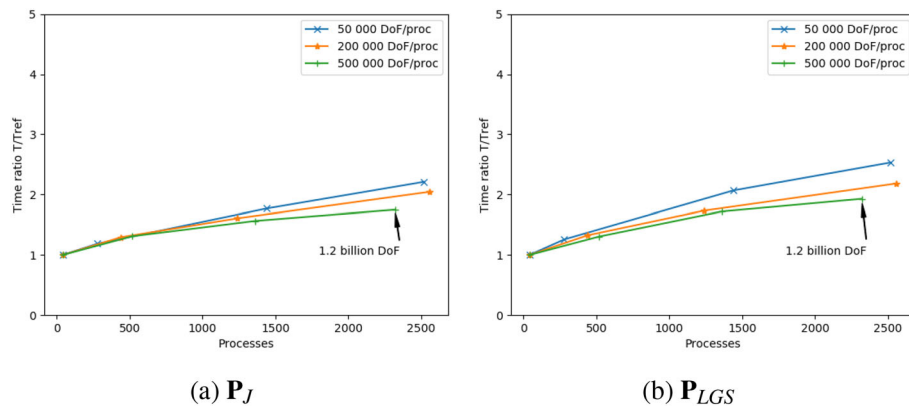 50 000 DoF/proc
200 000 DoF/proc
500 000 DoF/proc
Time ratio T/Tref
5
4
3
2
1
0
1.2 billion DoF
0
500
1000
1500
2000
2500
Processes
(a) P_J
50 000 DoF/proc
200 000 DoF/proc
500 000 DoF/proc
Time ratio T/Tref
5
4
3
2
1
0
1.2 billion DoF
0
500
1000
1500
2000
2500
Processes
(b) P_LGS